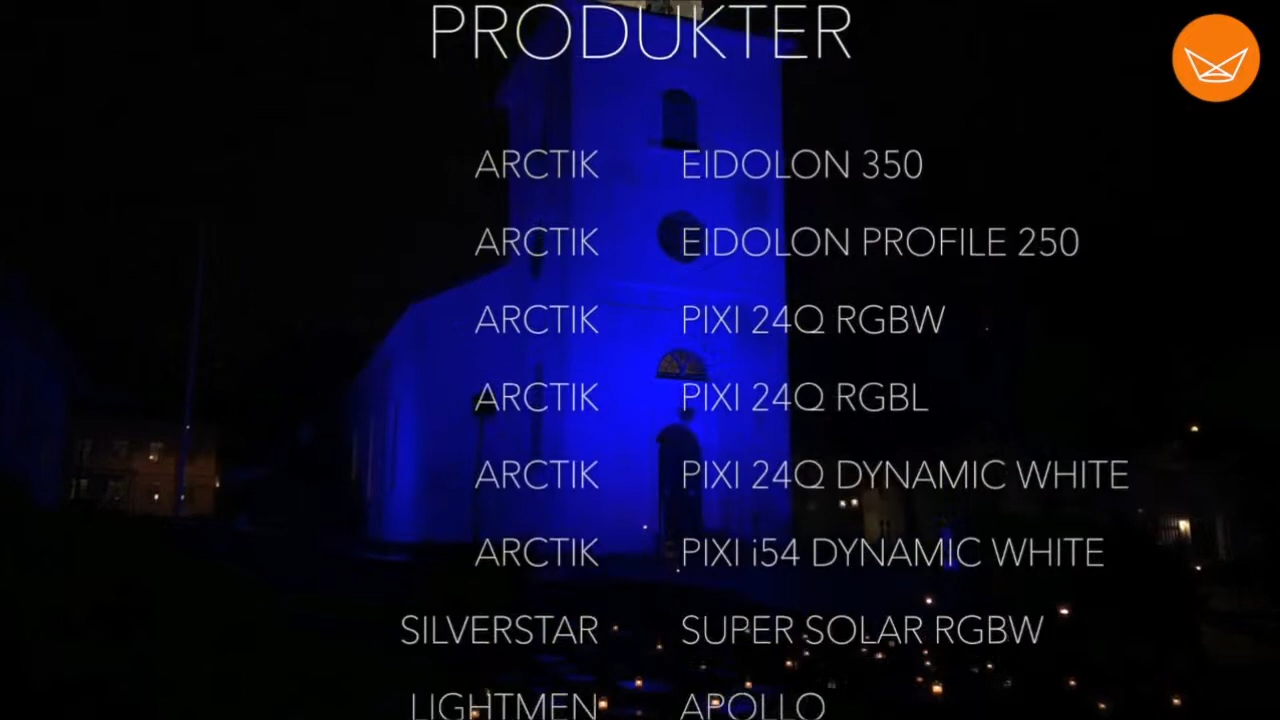 PRODUKTER
ARCTIK EIDOLON 350
ARCTIK EIDOLON PROFILE 250
ARCTIK PIXI 24Q RGBW
ARCTIK PIXI 24Q RGBL
ARCTIK PIXI 24Q DYNAMIC WHITE
ARCTIK PIXI i54 DYNAMIC WHITE
SILVERSTAR SUPER SOLAR RGBW
LIGHTMEN APOLLO